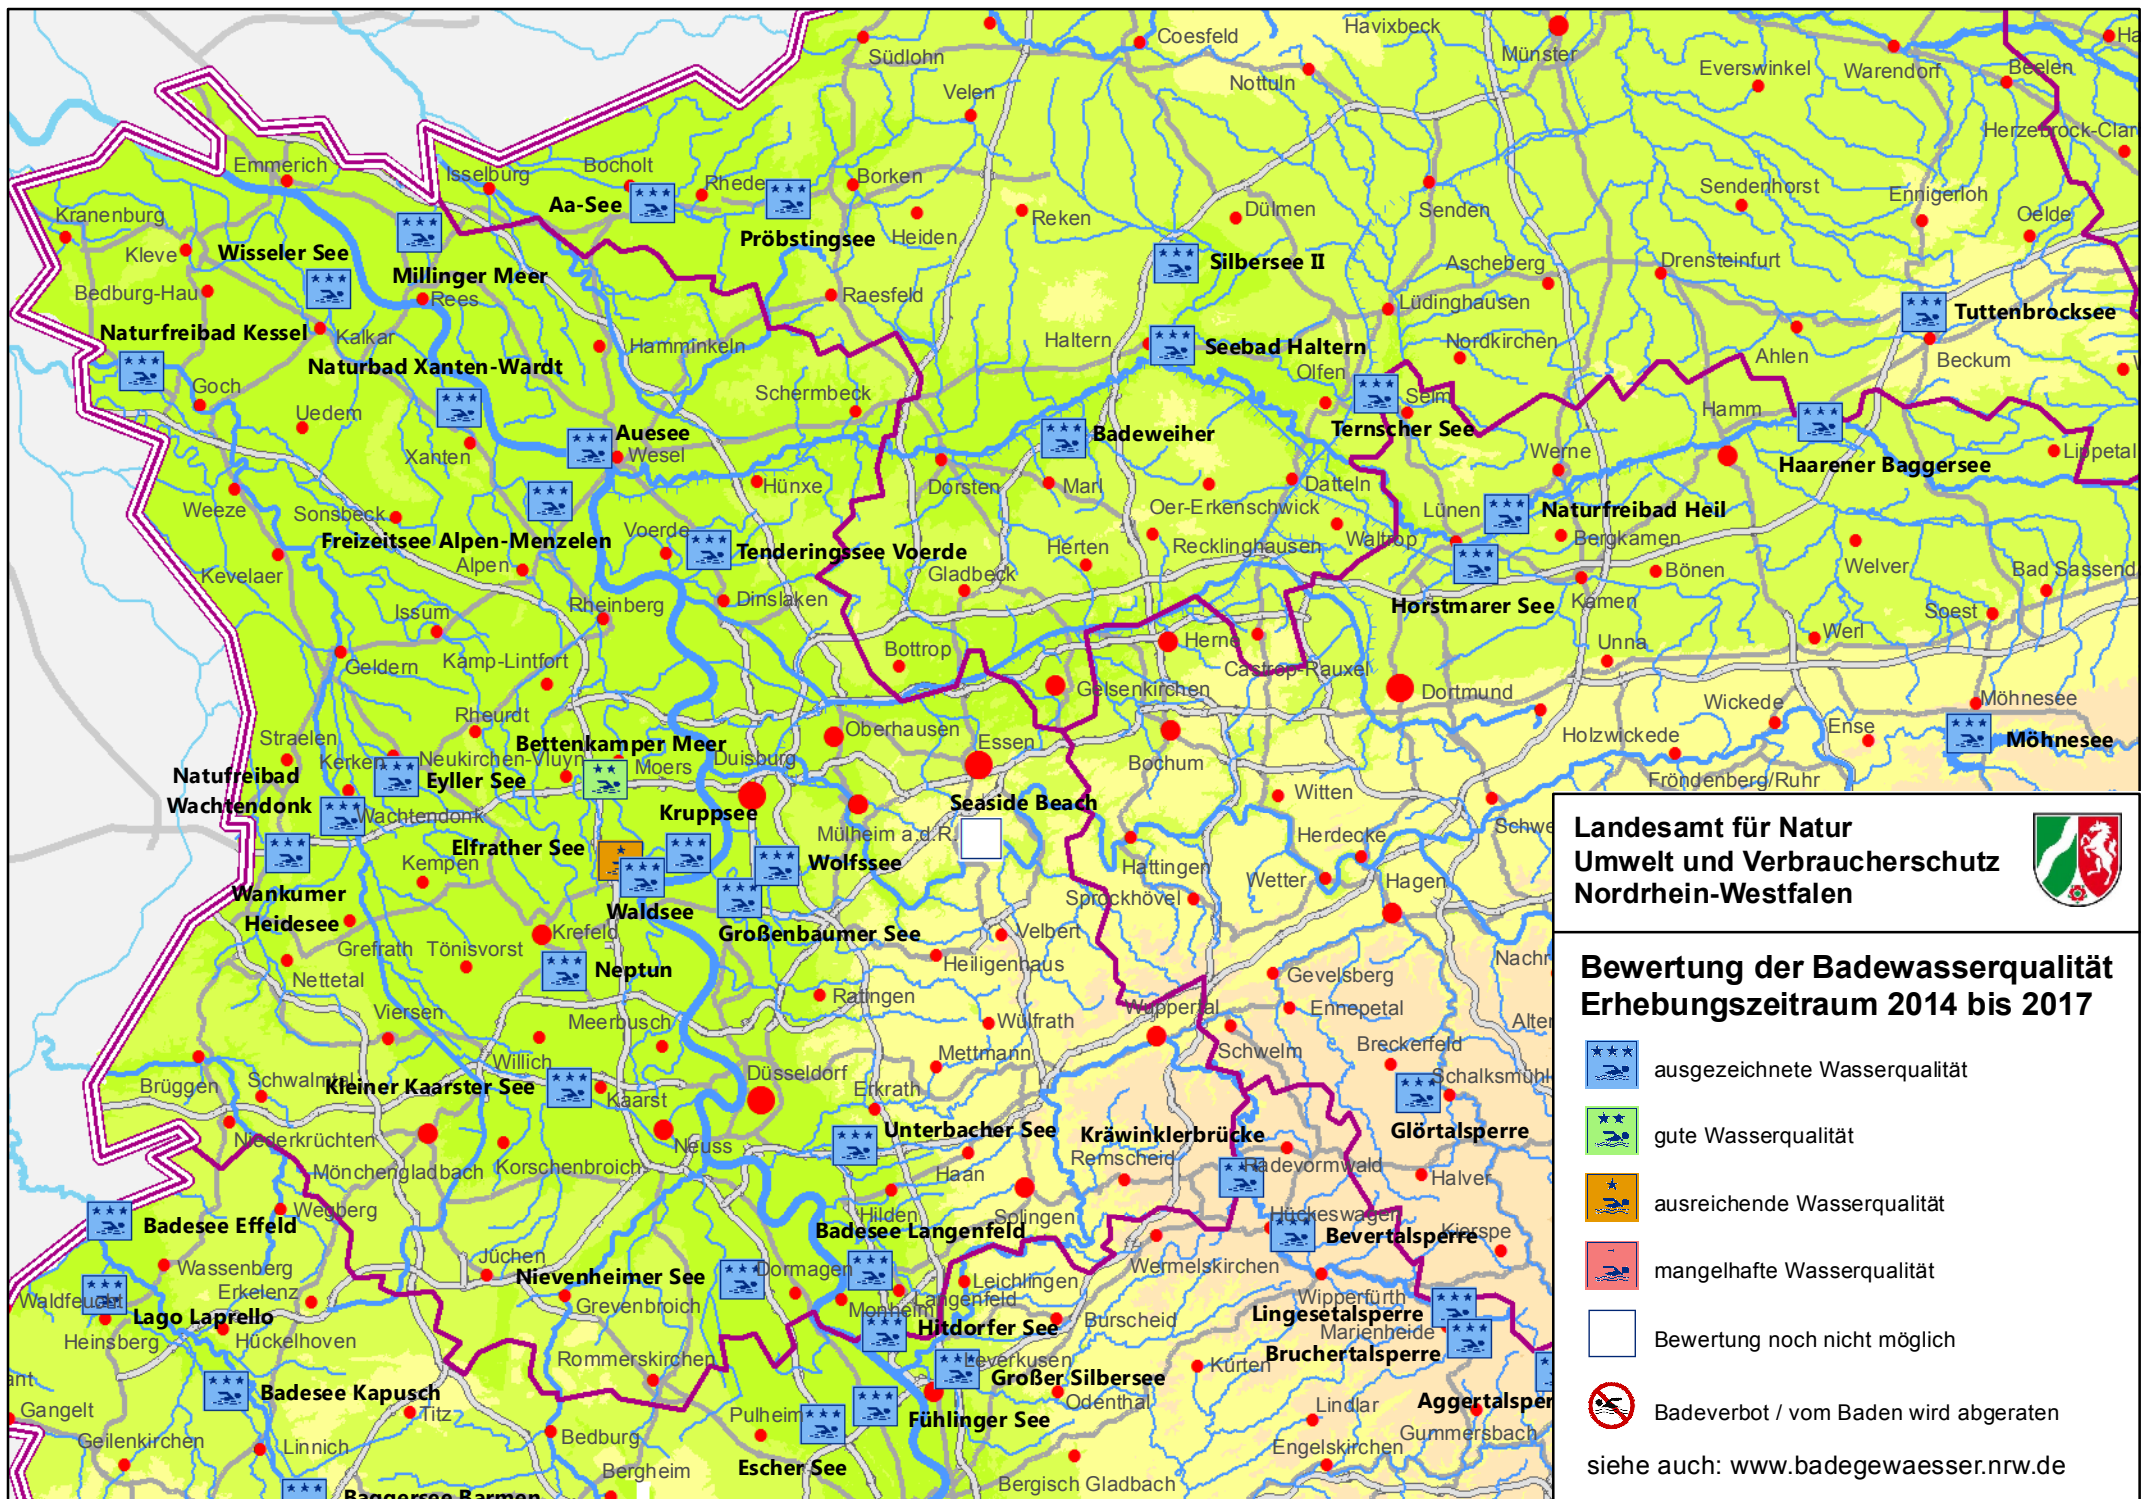 Südlohn
Coesfeld
Havixbeck
Münster
Nottuln
Everswinkel
Warendorf
Beelen
Velen
Herzebrock-Clar
Emmerich
Isselburg
Bocholt
Rhede
Borken
Aa-See
Pröbstingsee
Heiden
Reken
Dülmen
Senden
Sendenhorst
Ennigerloh
Oelde
Kranenburg
Kleve
Wisseler See
Millinger Meer
Silbersee II
Ascheberg
Drensteinfurt
Bedburg-Hau
Rees
Raesfeld
Lüdinghausen
Tuttenbrocksee
Naturfreibad Kessel
Kalkar
Hamminkeln
Haltern
Seebad Haltern
Nordkirchen
Ahlen
Beckum
Naturbad Xanten-Wardt
Olfen
Goch
Uedem
Schermbeck
Selm
Hamm
Auesee
Badeweiher
Ternscher See
Xanten
Wesel
Werne
Lippetal
Haarener Baggersee
Hünxe
Dorsten
Marl
Datteln
Weeze
Sonsbeck
Oer-Erkenschwick
Lünen
Naturfreibad Heil
Voerde
Freizeitsee Alpen-Menzelen
Tenderingssee Voerde
Herten
Recklinghausen
Waltrop
Bergkamen
Kevelaer
Alpen
Gladbeck
Bönen
Welver
Bad Sassend
Issum
Rheinberg
Dinslaken
Horstmarer See
Kamen
Soest
Geldern
Kamp-Lintfort
Bottrop
Herne
Castrop-Rauxel
Unna
Werl
Gelsenkirchen
Dortmund
Wickede
Möhnesee
Rheurdt
Straelen
Oberhausen
Essen
Holzwickede
Ense
Möhnesee
Bettenkamper Meer
Kerken
Neukirchen-Vluyn
Moers
Duisburg
Bochum
Fröndenberg/Ruhr
Natufreibad
Wachtendonk
Eyller See
Wachtendonk
Kruppsee
Seaside Beach
Witten
Mülheim a.d.R.
Herdecke
Schwe
Elfrather See
Kempen
Wolfssee
Hattingen
Wetter
Hagen
Wankumer
Heidesee
Waldsee
Sprockhövel
Großenbaumer See
Velbert
Grefrath
Tönisvorst
Krefeld
Neptun
Heiligenhaus
Gevelsberg
Nachr
Nettetal
Ratingen
Wuppertal
Ennepetal
Viersen
Meerbusch
Wülfrath
Alter
Willich
Mettmann
Schwelm
Breckerfeld
Brüggen
Schwalmtal
Kleiner Kaarster See
Kaarst
Düsseldorf
Erkrath
Schalksmühl
Niederkrüchten
Neuss
Unterbacher See
Kräwinklerbrücke
Glörtalsperre
Mönchengladbach
Korschenbroich
Haan
Remscheid
Radevormwald
Halver
Badesee Effeld
Wegberg
Hilden
Solingen
Hückeswagen
Kierspe
Badesee Langenfeld
Bevertalsperre
Wassenberg
Jüchen
Nievenheimer See
Dormagen
Leichlingen
Wermelskirchen
Waldfeucht
Erkelenz
Grevenbroich
Monheim
Langenfeld
Wipperfürth
Lingesetalsperre
Lago Laprello
Heinsberg
Hückelhoven
Hitdorfer See
Burscheid
Marienheide
Bruchertalsperre
Rommerskirchen
Leverkusen
Kürten
Großer Silbersee
Odenthal
Aggertalsper
ant
Gangelt
Badesee Kapusch
Titz
Pulheim
Fühlinger See
Lindlar
Gummersbach
Geilenkirchen
Linnich
Bedburg
Bergheim
Escher See
Engelskirchen
Bergisch Gladbach
Baggersee Barmen
Landesamt für Natur
Umwelt und Verbraucherschutz
Nordrhein-Westfalen
Bewertung der Badewasserqualität
Erhebungszeitraum 2014 bis 2017
ausgezeichnete Wasserqualität
gute Wasserqualität
ausreichende Wasserqualität
mangelhafte Wasserqualität
Bewertung noch nicht möglich
Badeverbot / vom Baden wird abgeraten
siehe auch: www.badegewaesser.nrw.de